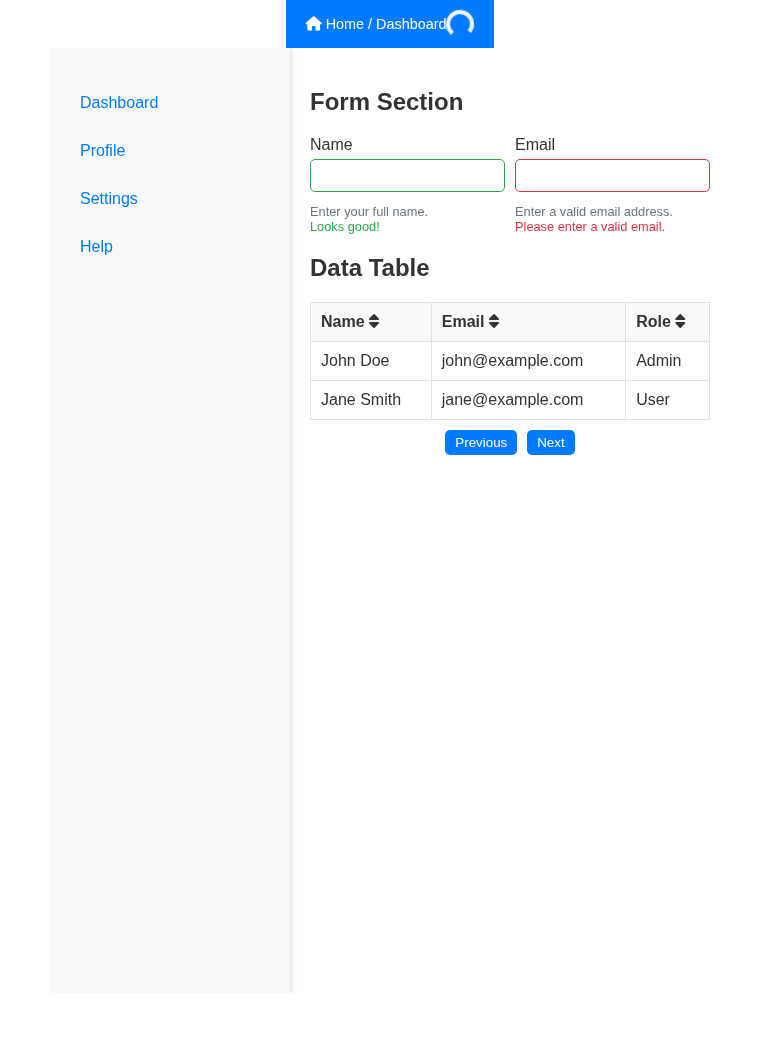 Home / Dashboard
Dashboard
Profile
Settings
Help
Form Section
Name Email
Enter your full name. Enter a valid email address.
Looks good! Please enter a valid email.
Data Table
Name Email Role
John Doe john@example.com Admin
Jane Smith jane@example.com User
Previous Next